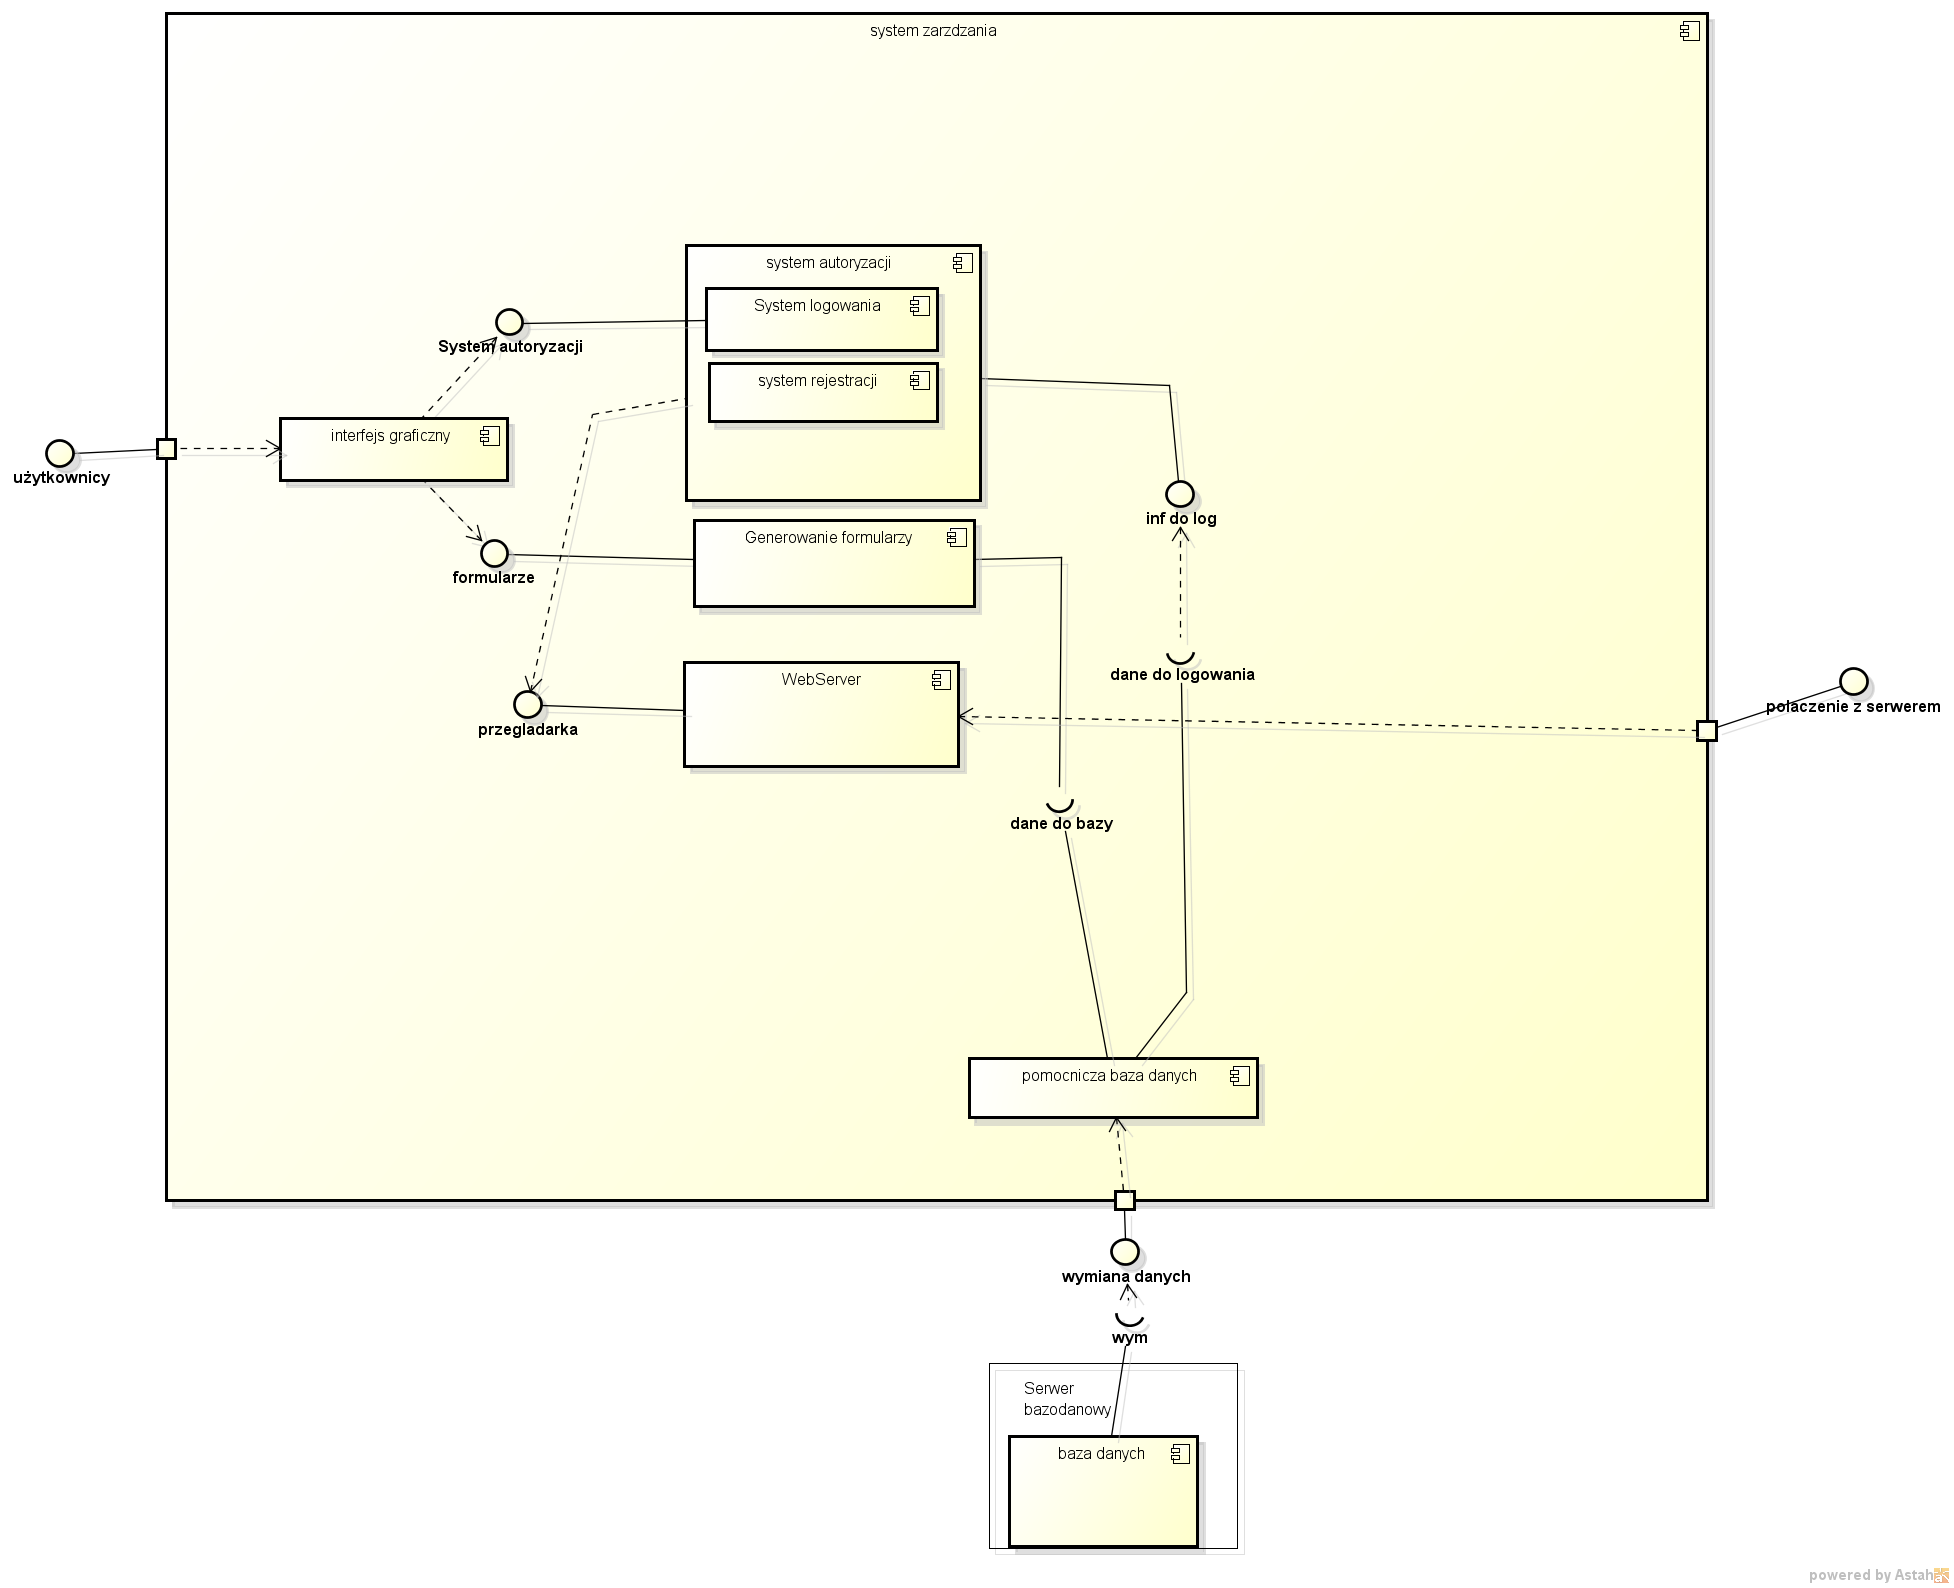 system zarzdzania
system autoryzacji
System logowania
System autoryzacji
system rejestracji
interfejs graficzny
użytkownicy
inf do log
Generowanie formularzy
formularze
dane do logowania
WebServer
przegladarka
polaczenie z serwerem
dane do bazy
pomocnicza baza danych
wymiana danych
wym
Serwer
bazodanowy
baza danych
powered by Astah